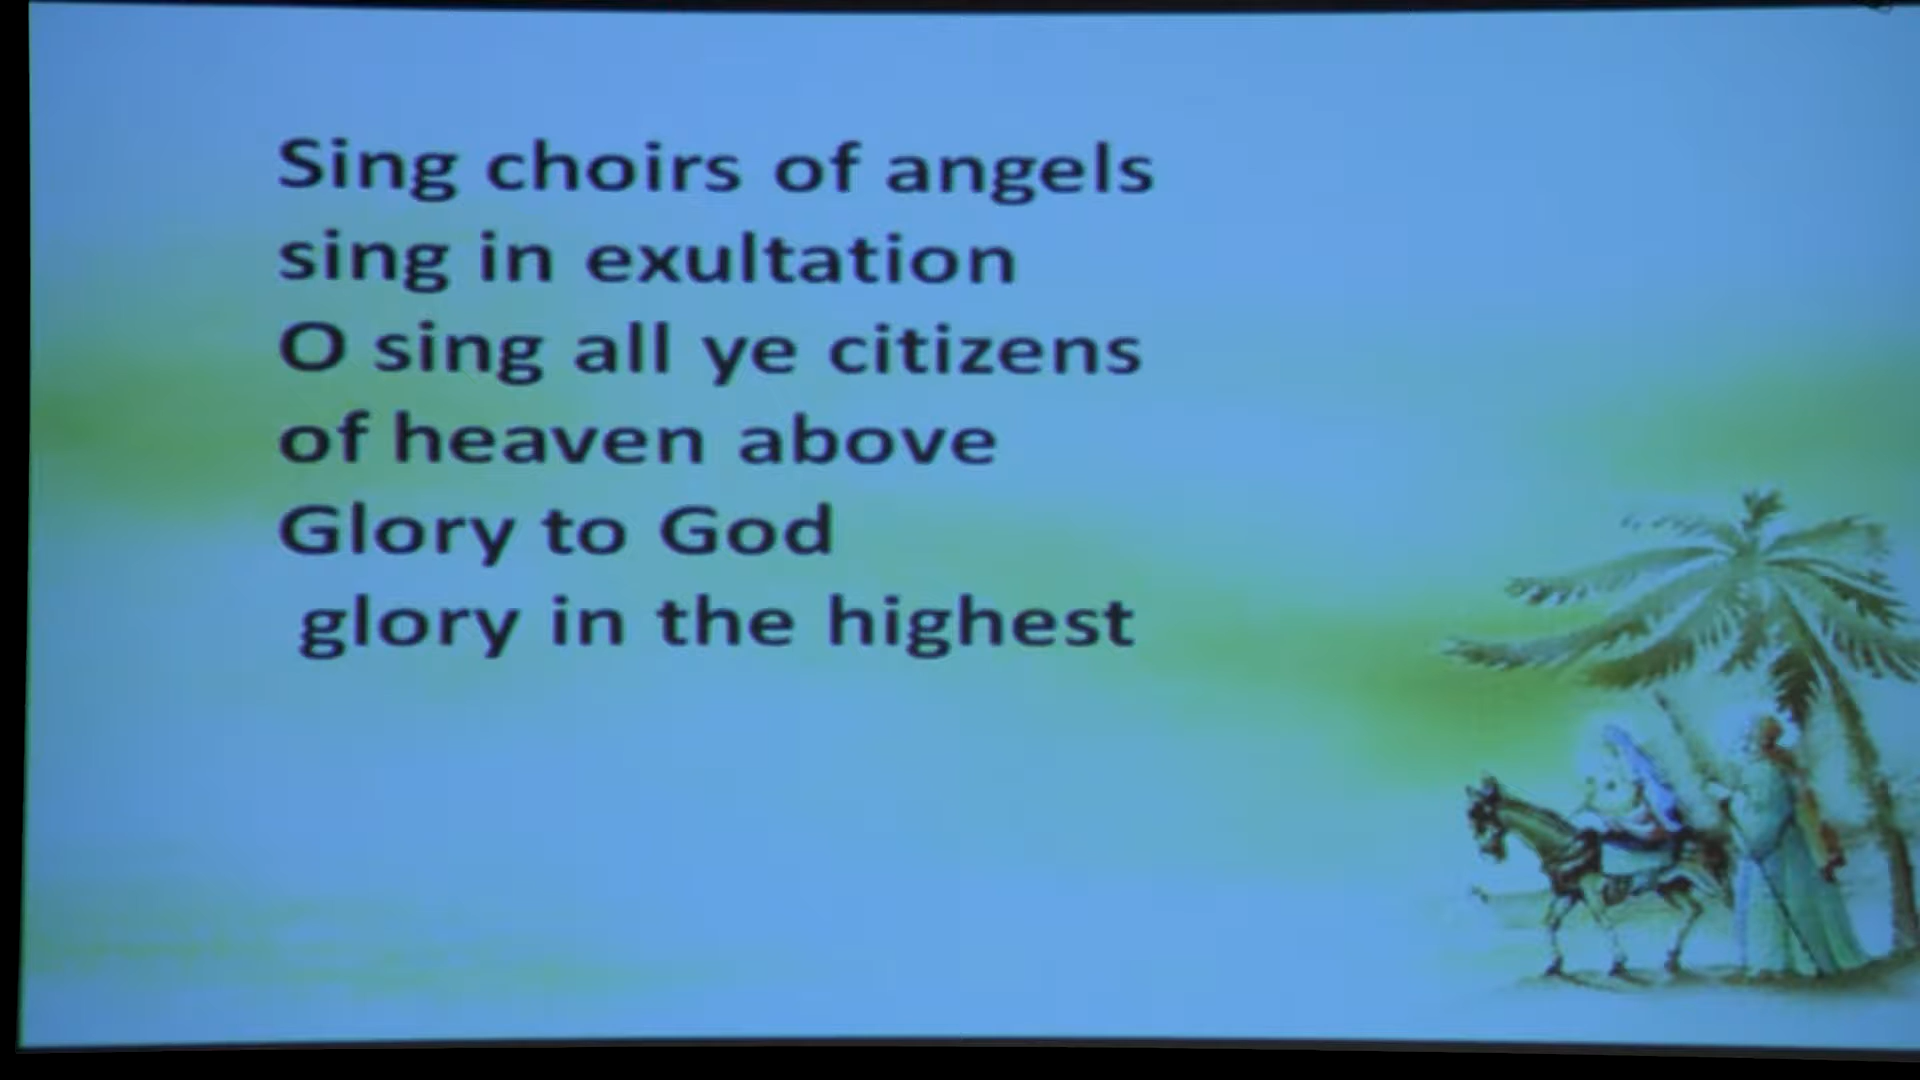 Sing choirs of angels
sing in exultation
O sing all ye citizens
of heaven above
Glory to God
glory in the highest